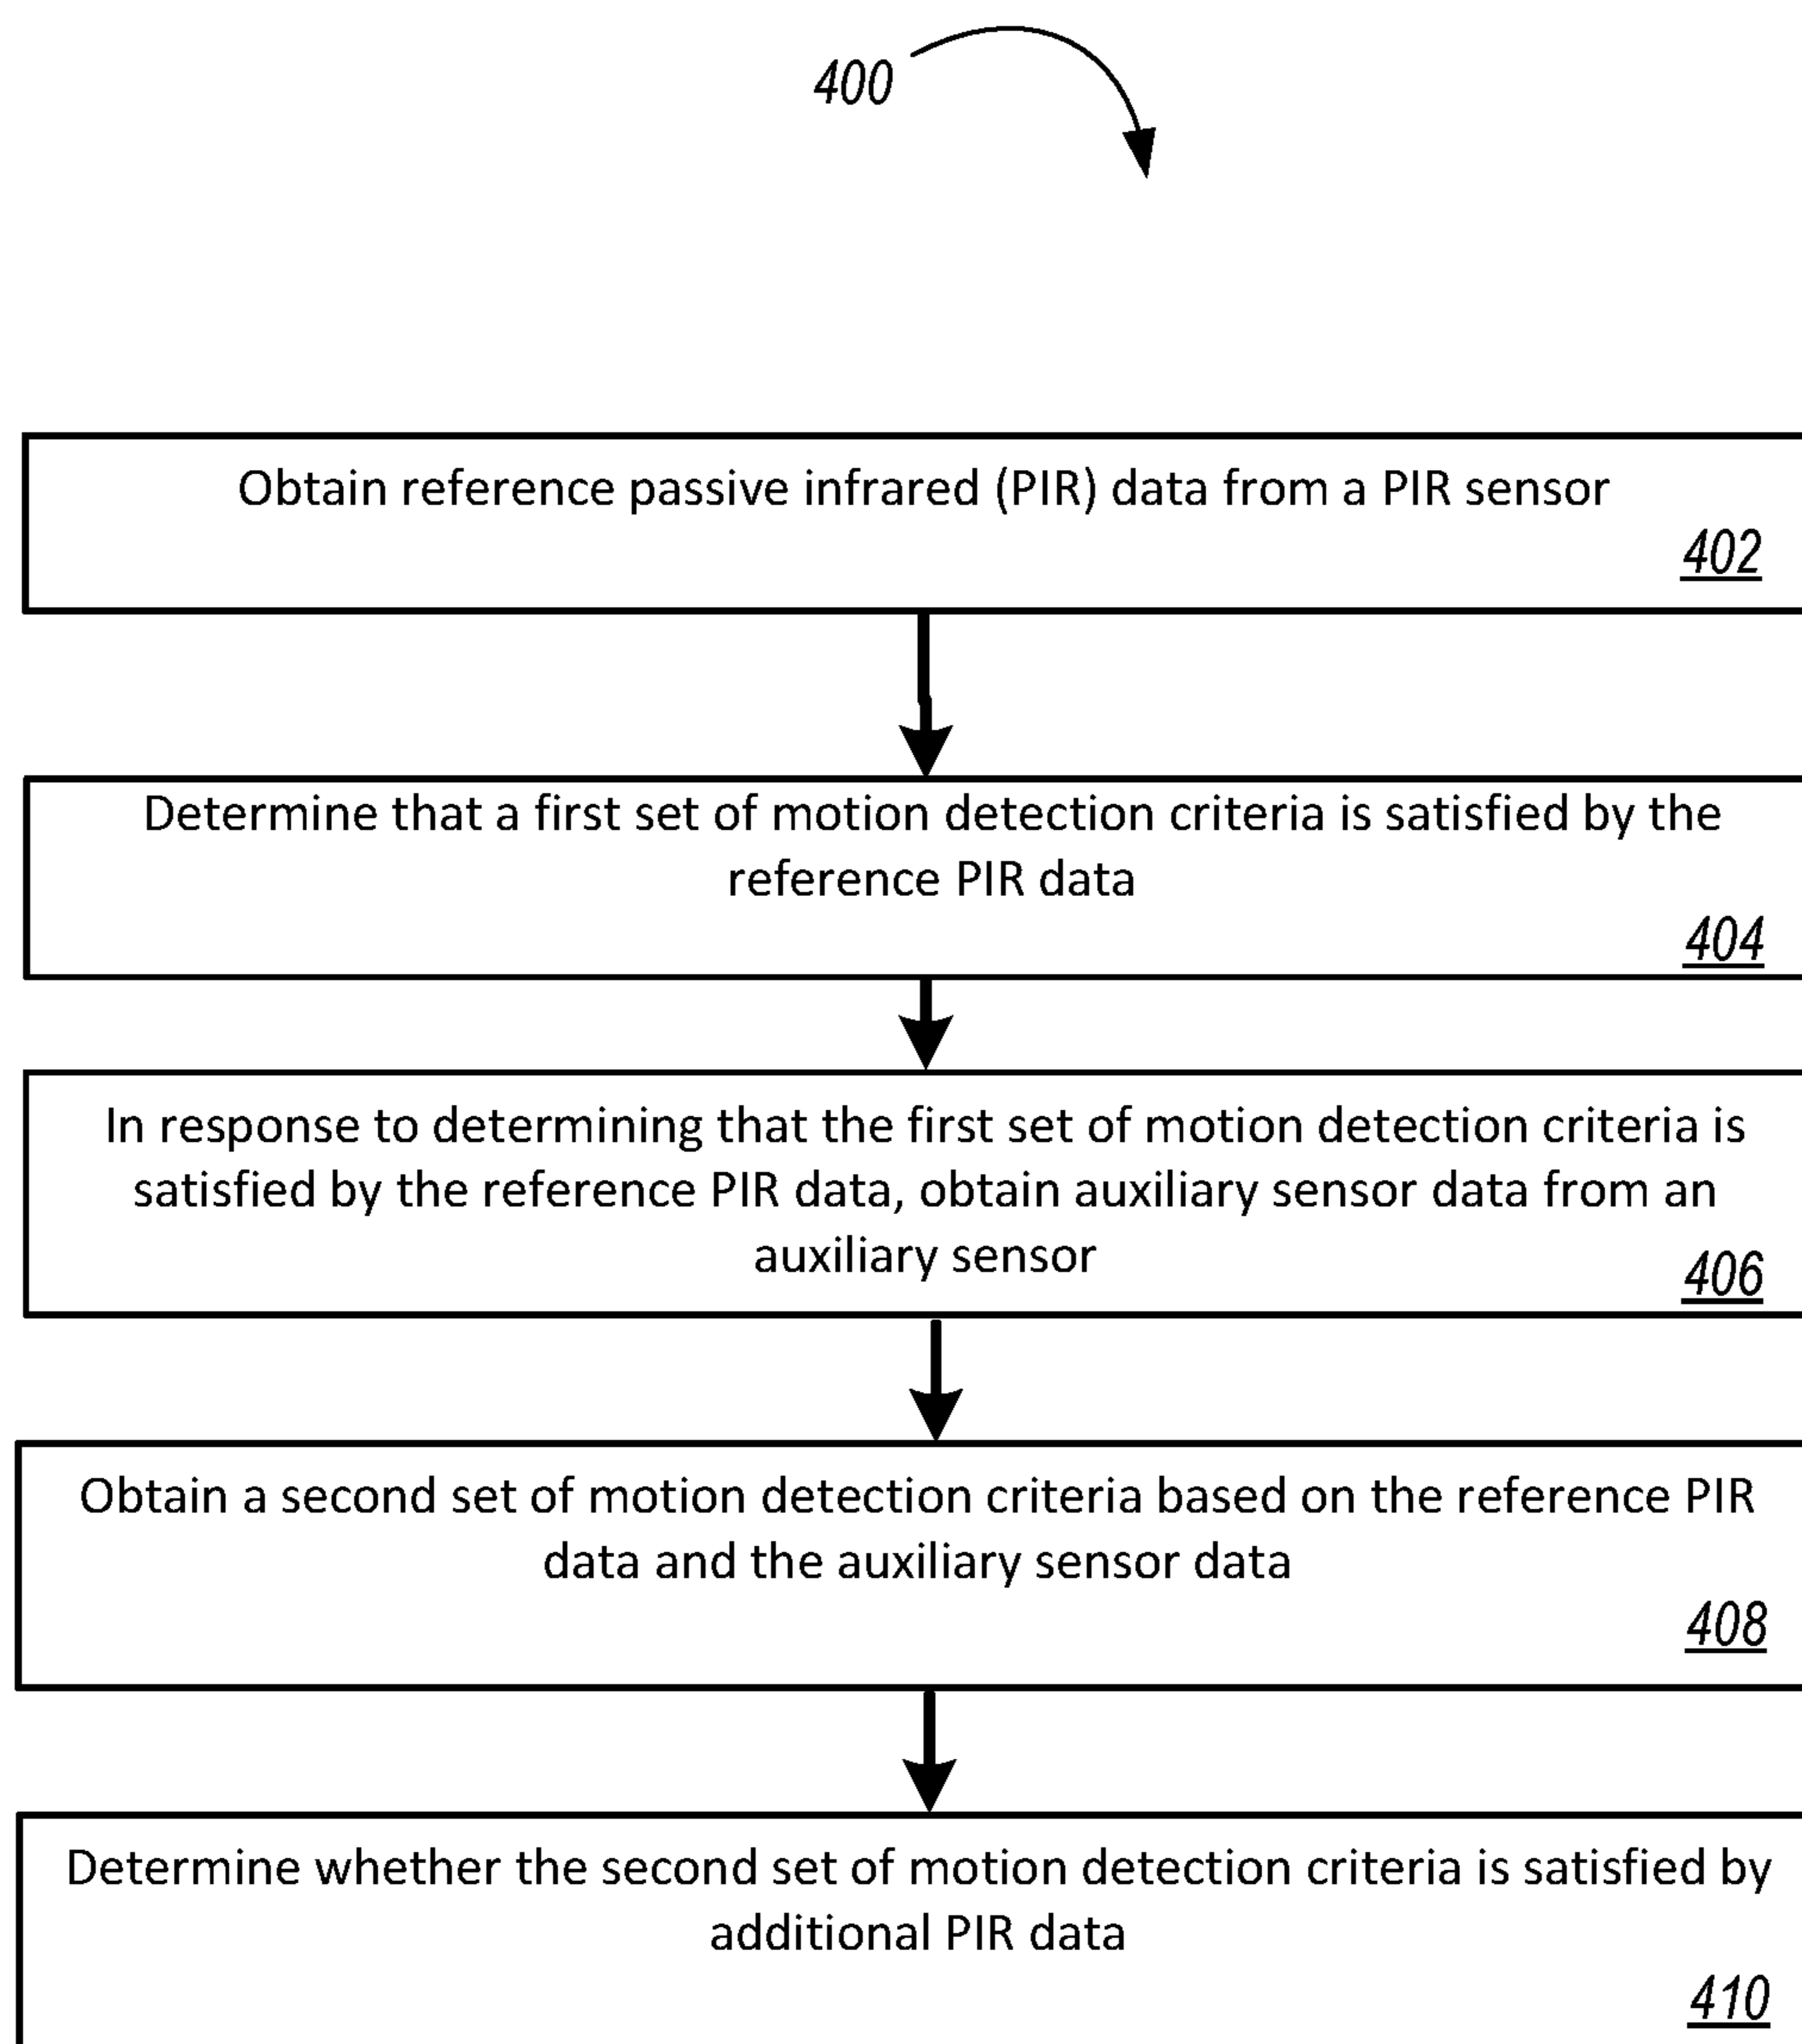 400
Obtain reference passive infrared (PIR) data from a PIR sensor
402
Determine that a first set of motion detection criteria is satisfied by the
reference PIR data
404
In response to determining that the first set of motion detection criteria is
satisfied by the reference PIR data, obtain auxiliary sensor data from an
auxiliary sensor
406
Obtain a second set of motion detection criteria based on the reference PIR
data and the auxiliary sensor data
408
Determine whether the second set of motion detection criteria is satisfied by
additional PIR data
410